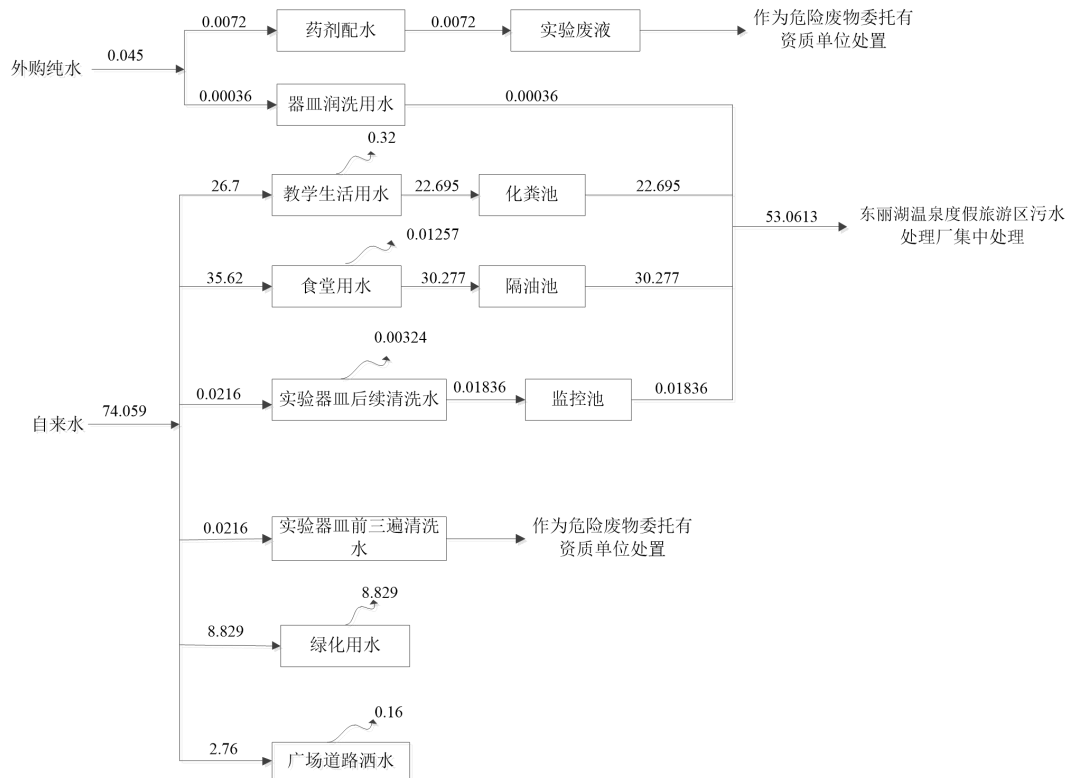 外购纯水
0.045
0.0072
药剂配水
0.0072
实验废液
作为危险废物委托有
资质单位处置
0.00036
器皿润洗用水
0.00036
0.32
26.7
教学生活用水
22.695
化粪池
22.695
53.0613
东丽湖温泉度假旅游区污水
处理厂集中处理
0.01257
35.62
食堂用水
30.277
隔油池
30.277
0.00324
0.0216
实验器皿后续清洗水
0.01836
监控池
0.01836
自来水
74.059
0.0216
实验器皿前三遍清洗
水
作为危险废物委托有
资质单位处置
8.829
8.829
绿化用水
0.16
2.76
广场道路洒水